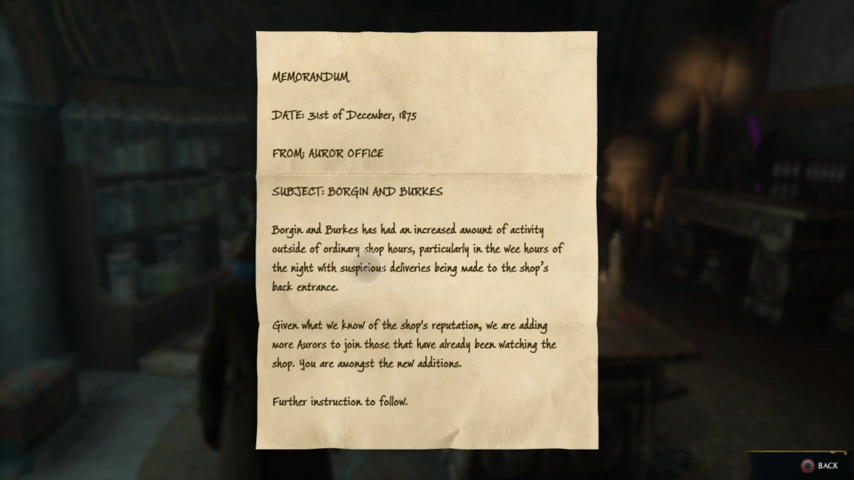 MEMORANDUM
DATE: 31st of December, 1875
FROM: AUROR OFFICE
SUBJECT: BORGIN AND BURKES
Borgin and Burkes has had an increased amount of activity
outside of ordinary shop hours, particularly in the wee hours of
the night with suspicious deliveries being made to the shop's
back entrance.
Given what we know of the shop's reputation, we are adding
more Aurors to join those that have already been watching the
shop. You are amongst the new additions.
Further instruction to follow.
BACK